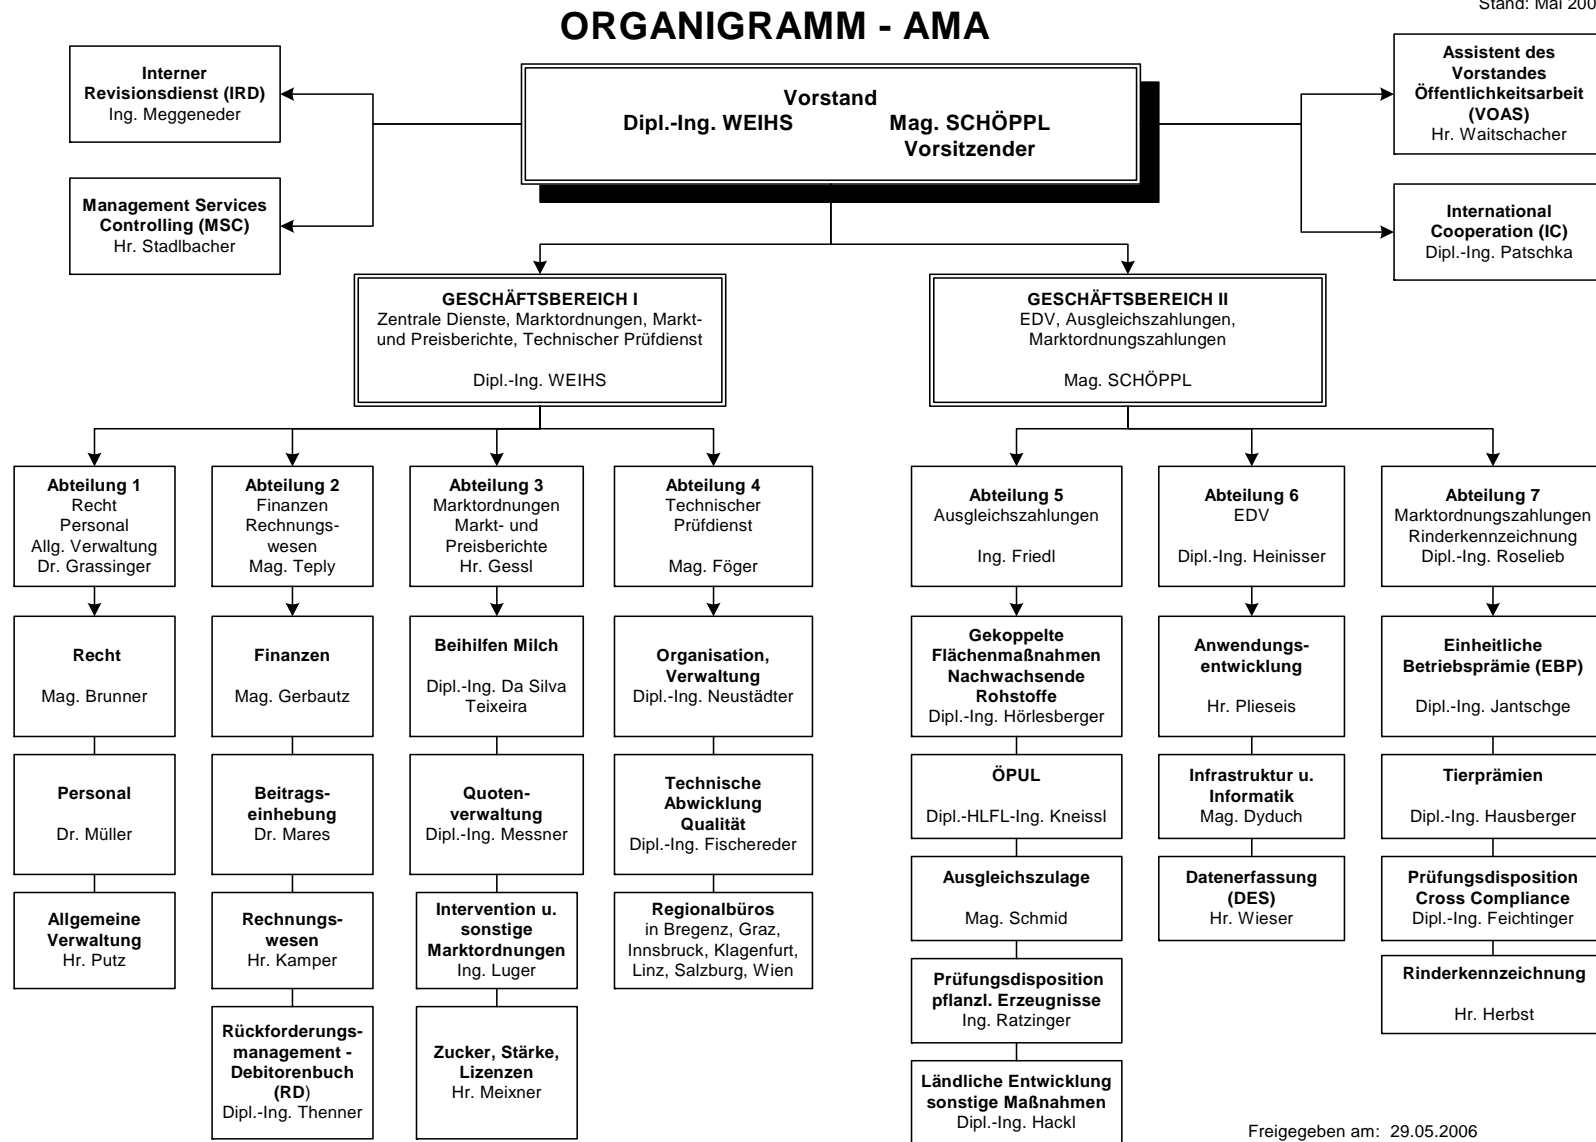 Stand: Mai 200
ORGANIGRAMM - AMA
Interner
Revisionsdienst (IRD)
Ing. Meggeneder
Management Services
Controlling (MSC)
Hr. Stadlbacher
Vorstand
Dipl.-Ing. WEIHS Mag. SCHÖPPL
Vorsitzender
Assistent des
Vorstandes
Öffentlichkeitsarbeit
(VOAS)
Hr. Waitschacher
International
Cooperation (IC)
Dipl.-Ing. Patschka
GESCHÄFTSBEREICH I
Zentrale Dienste, Marktordnungen, Markt-
und Preisberichte, Technischer Prüfdienst
Dipl.-Ing. WEIHS
GESCHÄFTSBEREICH II
EDV, Ausgleichszahlungen,
Marktordnungszahlungen
Mag. SCHÖPPL
Abteilung 1
Recht
Personal
Allg. Verwaltung
Dr. Grassinger
Abteilung 2
Finanzen
Rechnungs-
wesen
Mag. Teply
Abteilung 3
Marktordnungen
Markt- und
Preisberichte
Hr. Gessl
Abteilung 4
Technischer
Prüfdienst
Mag. Föger
Abteilung 5
Ausgleichszahlungen
Ing. Friedl
Abteilung 6
EDV
Dipl.-Ing. Heinisser
Abteilung 7
Marktordnungszahlungen
Rinderkennzeichnung
Dipl.-Ing. Roselieb
Recht
Mag. Brunner
Finanzen
Mag. Gerbautz
Beihilfen Milch
Dipl.-Ing. Da Silva
Teixeira
Organisation,
Verwaltung
Dipl.-Ing. Neustädter
Gekoppelte
Flächenmaßnahmen
Nachwachsende
Rohstoffe
Dipl.-Ing. Hörlesberger
Anwendungs-
entwicklung
Hr. Plieseis
Einheitliche
Betriebsprämie (EBP)
Dipl.-Ing. Jantschge
Personal
Dr. Müller
Beitrags-
einhebung
Dr. Mares
Quoten-
verwaltung
Dipl.-Ing. Messner
Technische
Abwicklung
Qualität
Dipl.-Ing. Fischereder
ÖPUL
Dipl.-HLFL-Ing. Kneissl
Infrastruktur u.
Informatik
Mag. Dyduch
Tierprämien
Dipl.-Ing. Hausberger
Allgemeine
Verwaltung
Hr. Putz
Rechnungs-
wesen
Hr. Kamper
Intervention u.
sonstige
Marktordnungen
Ing. Luger
Regionalbüros
in Bregenz, Graz,
Innsbruck, Klagenfurt,
Linz, Salzburg, Wien
Ausgleichszulage
Mag. Schmid
Datenerfassung
(DES)
Hr. Wieser
Prüfungsdisposition
Cross Compliance
Dipl.-Ing. Feichtinger
Rückforderungs-
management -
Debitorenbuch
(RD)
Dipl.-Ing. Thenner
Zucker, Stärke,
Lizenzen
Hr. Meixner
Prüfungsdisposition
pflanzl. Erzeugnisse
Ing. Ratzinger
Rinderkennzeichnung
Hr. Herbst
Ländliche Entwicklung
sonstige Maßnahmen
Dipl.-Ing. Hackl
Freigegeben am: 29.05.2006